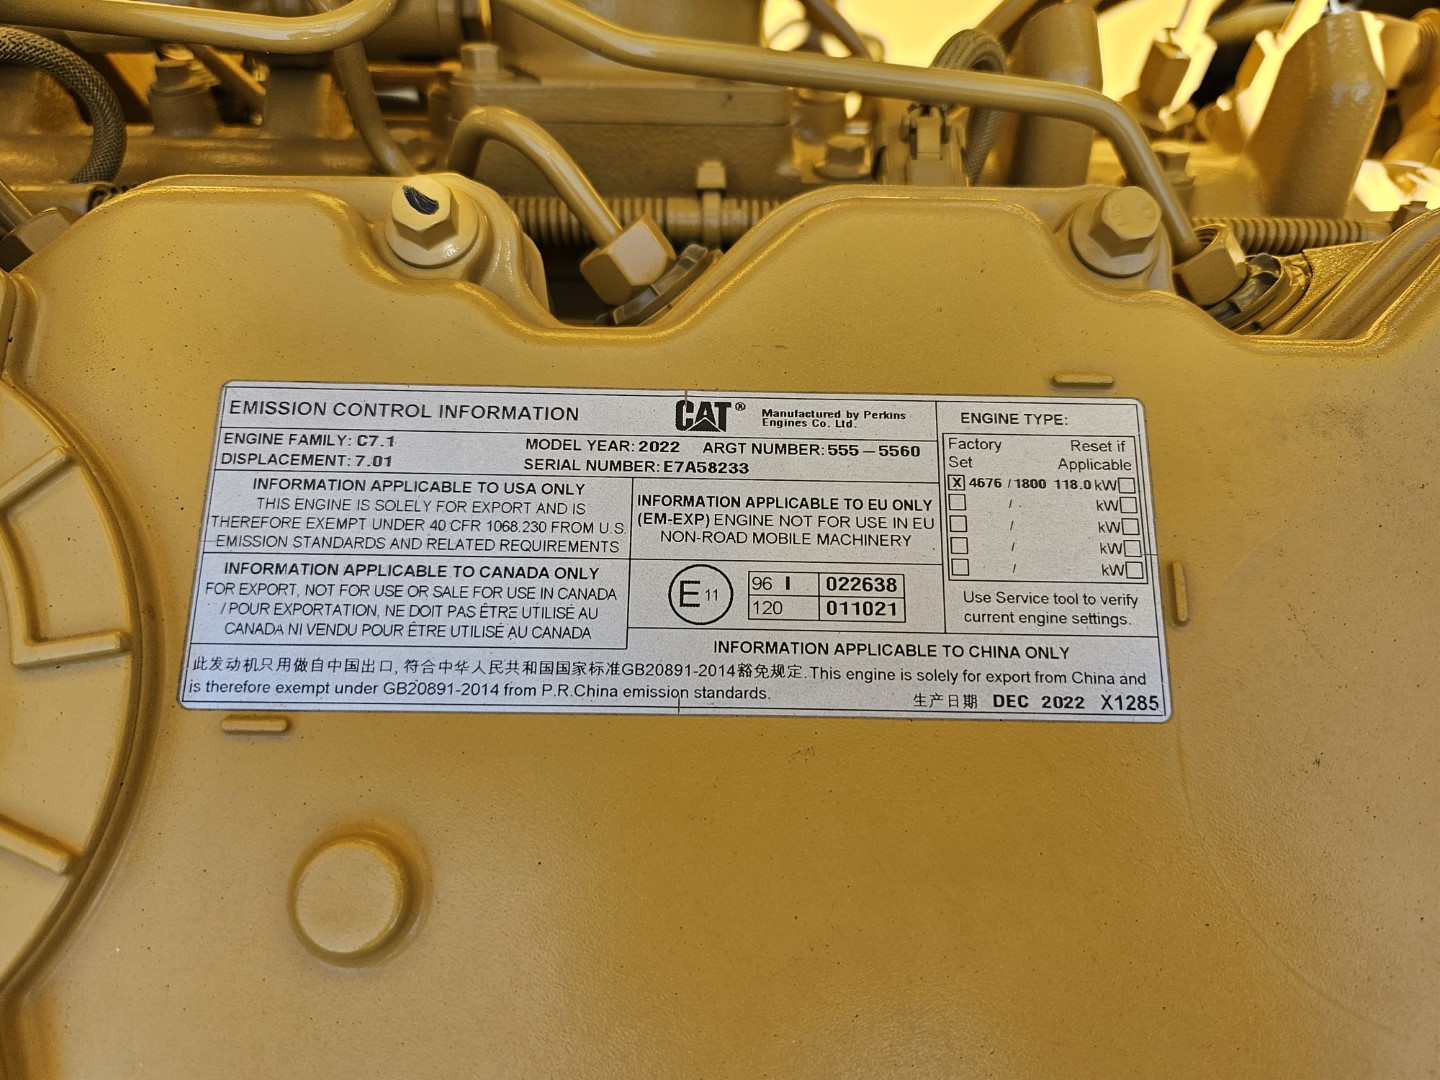 EMISSION CONTROL INFORMATION
CAT®
Manufactured by Perkins
Engines Co. Ltd.
ENGINE FAMILY: C7.1
DISPLACEMENT: 7.01
MODEL YEAR: 2022 ARGT NUMBER: 555 – 5560
SERIAL NUMBER: E7A58233
INFORMATION APPLICABLE TO USA ONLY
THIS ENGINE IS SOLELY FOR EXPORT AND IS
THEREFORE EXEMPT UNDER 40 CFR 1068.230 FROM U.S.
EMISSION STANDARDS AND RELATED REQUIREMENTS
INFORMATION APPLICABLE TO EU ONLY
(EM-EXP) ENGINE NOT FOR USE IN EU
NON-ROAD MOBILE MACHINERY
INFORMATION APPLICABLE TO CANADA ONLY
FOR EXPORT, NOT FOR USE OR SALE FOR USE IN CANADA
/ POUR EXPORTATION, NE DOIT PAS ÊTRE UTILISÉ AU
CANADA NI VENDU POUR ÊTRE UTILISÉ AU CANADA
E 11
96 I 022638
120 011021
ENGINE TYPE:
Factory Set
Reset if Applicable
X 4676 / 1800 118.0 kW
/ kW
/ kW
/ kW
/ kW
Use Service tool to verify
current engine settings.
INFORMATION APPLICABLE TO CHINA ONLY
此发动机只用做自中国出口, 符合中华人民共和国国家标准GB20891-2014豁免规定. This engine is solely for export from China and
is therefore exempt under GB20891-2014 from P.R.China emission standards.
生产日期 DEC 2022 X1285